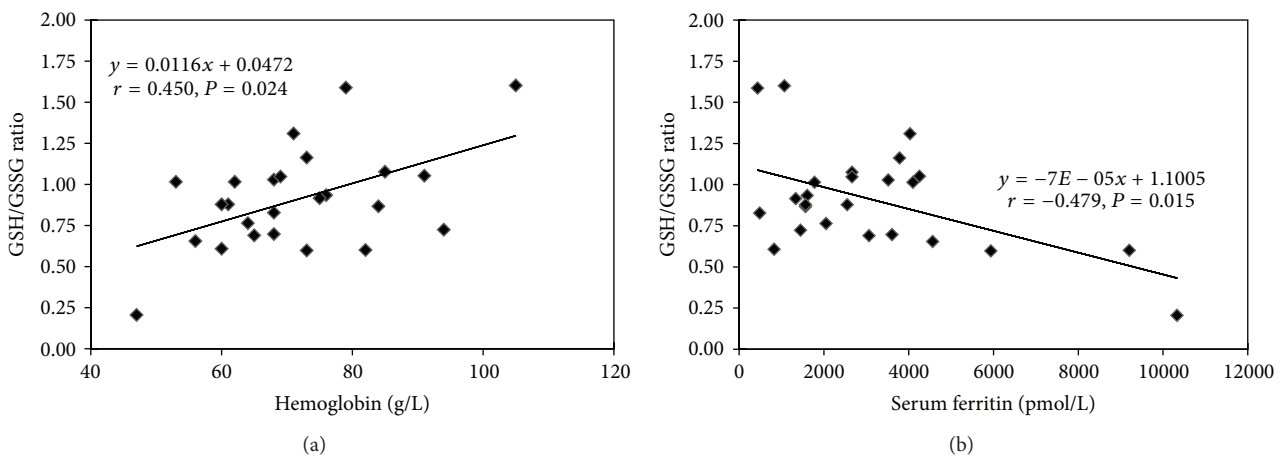 2.00
1.75
1.50
1.25
1.00
0.75
0.50
0.25
0.00
GSH/GSSG ratio
y = 0.0116x + 0.0472
r = 0.450, P = 0.024
40 60 80 100 120
Hemoglobin (g/L)
(a)
2.00
1.75
1.50
1.25
1.00
0.75
0.50
0.25
0.00
GSH/GSSG ratio
y = −7E − 05x + 1.1005
r = −0.479, P = 0.015
0 2000 4000 6000 8000 10000 12000
Serum ferritin (pmol/L)
(b)